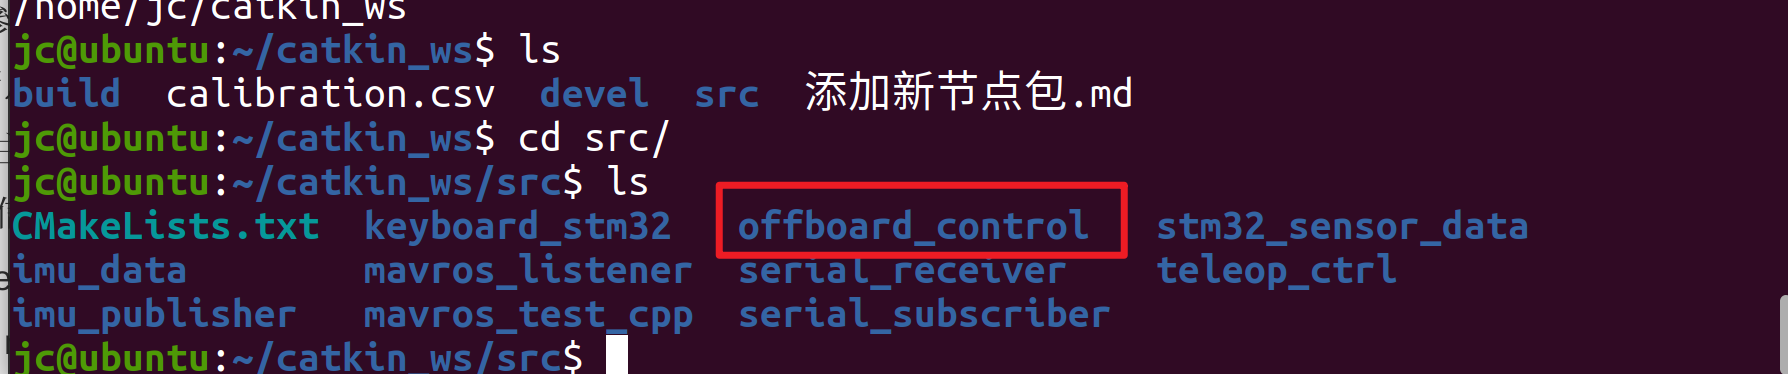 /home/jc/catkin_ws
jc@ubuntu:~/catkin_ws$ ls
build  calibration.csv  devel  src  添加新节点包.md
jc@ubuntu:~/catkin_ws$ cd src/
jc@ubuntu:~/catkin_ws/src$ ls
CMakeLists.txt  keyboard_stm32  offboard_control  stm32_sensor_data
imu_data  mavros_listener  serial_receiver  teleop_ctrl
imu_publisher  mavros_test_cpp  serial_subscriber
jc@ubuntu:~/catkin_ws/src$